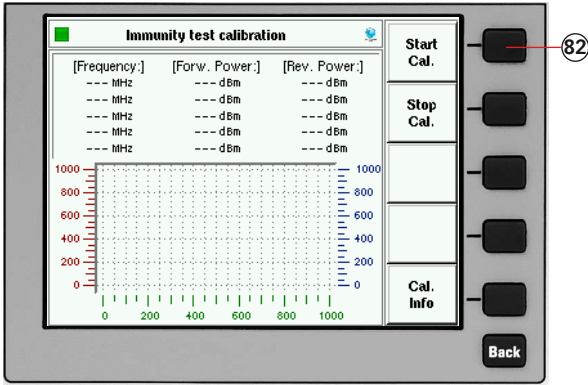 Immunity test calibration
[Frequency:] [Forw. Power:] [Rev. Power:]
--- MHz --- dBm --- dBm
--- MHz --- dBm --- dBm
--- MHz --- dBm --- dBm
--- MHz --- dBm --- dBm
--- MHz --- dBm --- dBm
1000 1000
800 800
600 600
400 400
200 200
0 0
0 200 400 600 800 1000
Start
Cal.
Stop
Cal.
Cal.
Info
Back
82